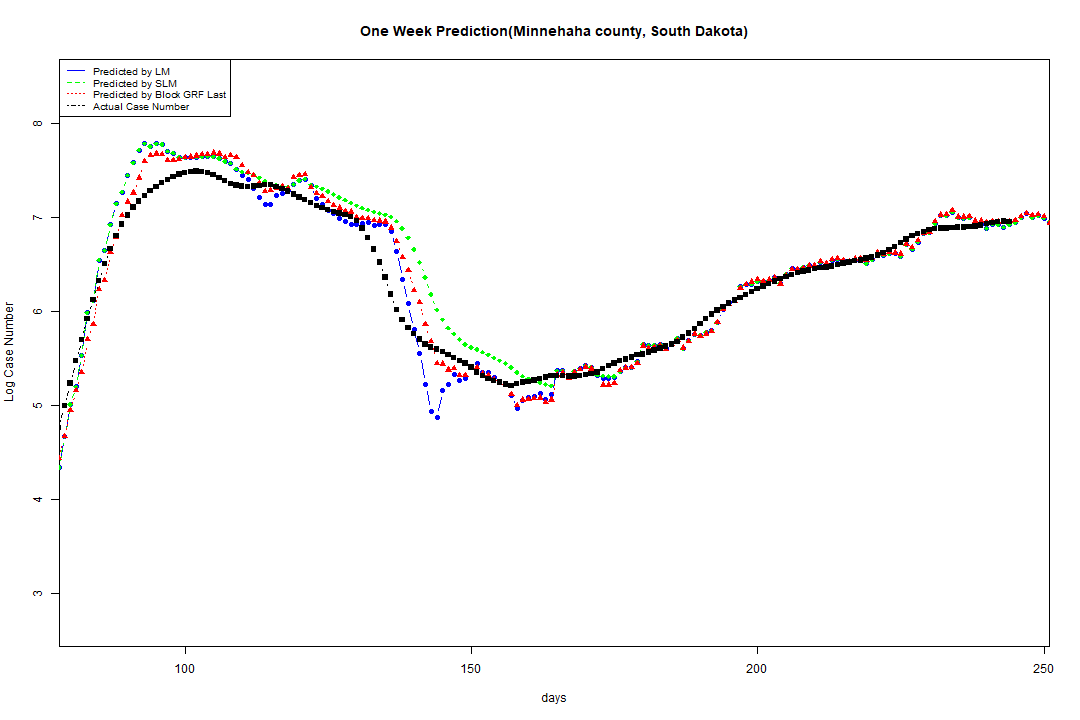 One Week Prediction(Minnehaha county, South Dakota)
Predicted by LM
Predicted by SLM
Predicted by Block GRF Last
Actual Case Number
8
7
6
5
4
3
Log Case Number
100
150
200
250
days